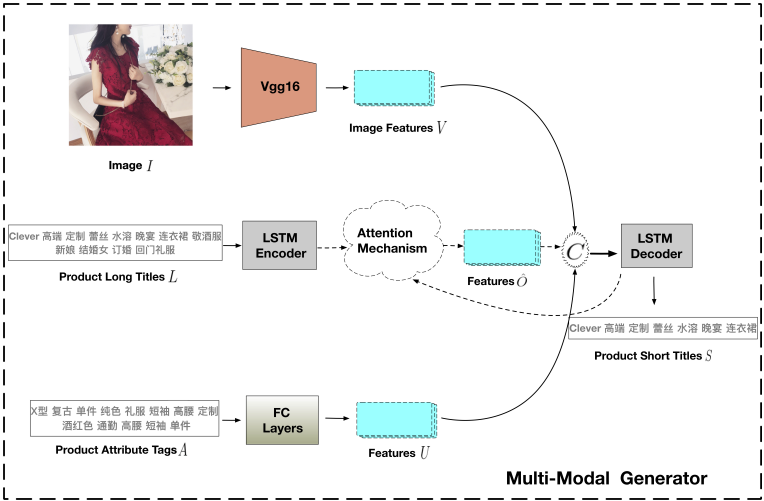 Vgg16
Image Features V
Image I
Clever 高端 定制 蕾丝 水溶 晚宴 连衣裙 敬酒服
新娘 结婚女 订婚 回门礼服
Product Long Titles L
LSTM
Encoder
Attention
Mechanism
Features Ô
C
LSTM
Decoder
Clever 高端 定制 蕾丝 水溶 晚宴 连衣裙
Product Short Titles S
X型 复古 单件 纯色 礼服 短袖 高腰 定制
酒红色 通勤 高腰 短袖 单件
Product Attribute Tags A
FC
Layers
Features U
Multi-Modal Generator